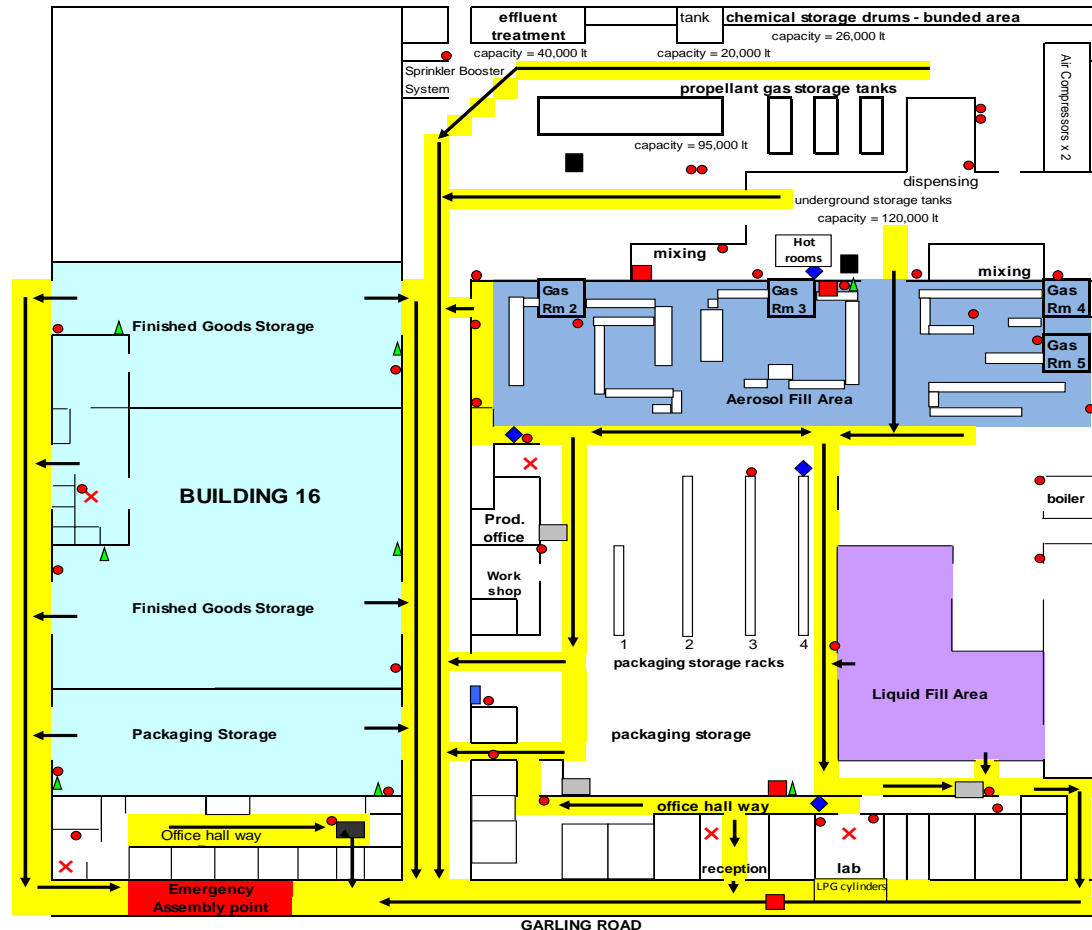 effluent
treatment
capacity = 40,000 lt
tank
capacity = 20,000 lt
chemical storage drums - bunded area
capacity = 26,000 lt
Sprinkler Booster
System
propellant gas storage tanks
capacity = 95,000 lt
Air Compressors x 2
dispensing
underground storage tanks
capacity = 120,000 lt
mixing
Hot
rooms
mixing
Gas
Rm 2
Gas
Rm 3
Gas
Rm 4
Gas
Rm 5
Finished Goods Storage
Aerosol Fill Area
BUILDING 16
Prod.
office
boiler
Work
shop
Finished Goods Storage
1
2
3
4
packaging storage racks
Liquid Fill Area
Packaging Storage
packaging storage
office hall way
Office hall way
reception
lab
LPG cylinders
Emergency
Assembly point
GARLING ROAD